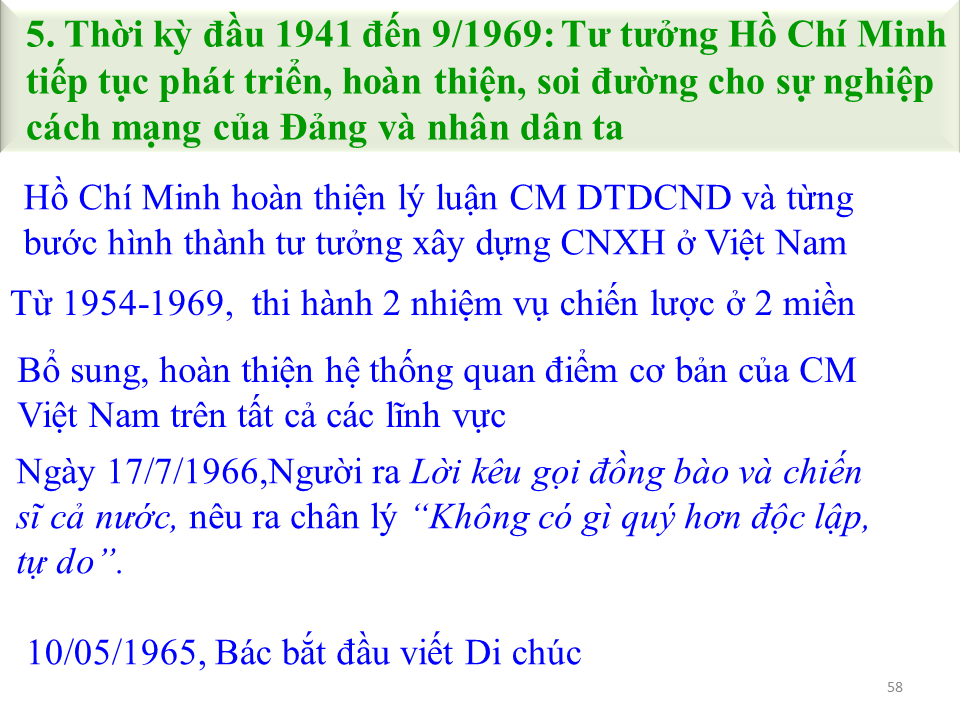 5. Thời kỳ đầu 1941 đến 9/1969: Tư tưởng Hồ Chí Minh
tiếp tục phát triển, hoàn thiện, soi đường cho sự nghiệp
cách mạng của Đảng và nhân dân ta
Hồ Chí Minh hoàn thiện lý luận CM DTDCND và từng
bước hình thành tư tưởng xây dựng CNXH ở Việt Nam
Từ 1954-1969, thi hành 2 nhiệm vụ chiến lược ở 2 miền
Bổ sung, hoàn thiện hệ thống quan điểm cơ bản của CM
Việt Nam trên tất cả các lĩnh vực
Ngày 17/7/1966,Người ra Lời kêu gọi đồng bào và chiến
sĩ cả nước, nêu ra chân lý “Không có gì quý hơn độc lập,
tự do”.
10/05/1965, Bác bắt đầu viết Di chúc
58